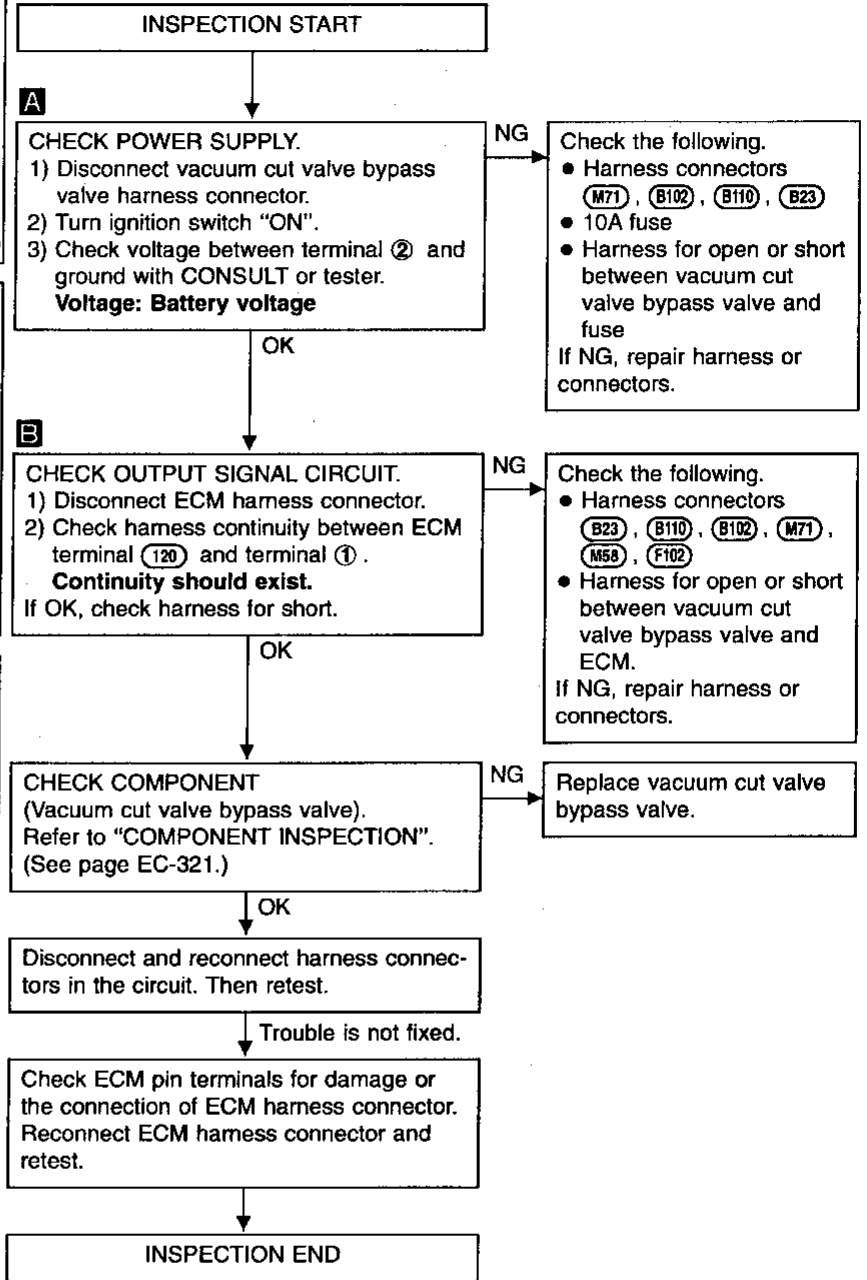 INSPECTION START
A
CHECK POWER SUPPLY.
1) Disconnect vacuum cut valve bypass
valve harness connector.
2) Turn ignition switch “ON”.
3) Check voltage between terminal ② and
ground with CONSULT or tester.
Voltage: Battery voltage
NG
Check the following.
● Harness connectors
M71 , B102 , B110 , B23
● 10A fuse
● Harness for open or short
between vacuum cut
valve bypass valve and
fuse
If NG, repair harness or
connectors.
OK
B
CHECK OUTPUT SIGNAL CIRCUIT.
1) Disconnect ECM harness connector.
2) Check harness continuity between ECM
terminal 120 and terminal ① .
Continuity should exist.
If OK, check harness for short.
NG
Check the following.
● Harness connectors
B23 , B110 , B102 , M71 ,
M58 , F102
● Harness for open or short
between vacuum cut
valve bypass valve and
ECM.
If NG, repair harness or
connectors.
OK
CHECK COMPONENT
(Vacuum cut valve bypass valve).
Refer to “COMPONENT INSPECTION”.
(See page EC-321.)
NG
Replace vacuum cut valve
bypass valve.
OK
Disconnect and reconnect harness connec-
tors in the circuit. Then retest.
Trouble is not fixed.
Check ECM pin terminals for damage or
the connection of ECM harness connector.
Reconnect ECM harness connector and
retest.
INSPECTION END